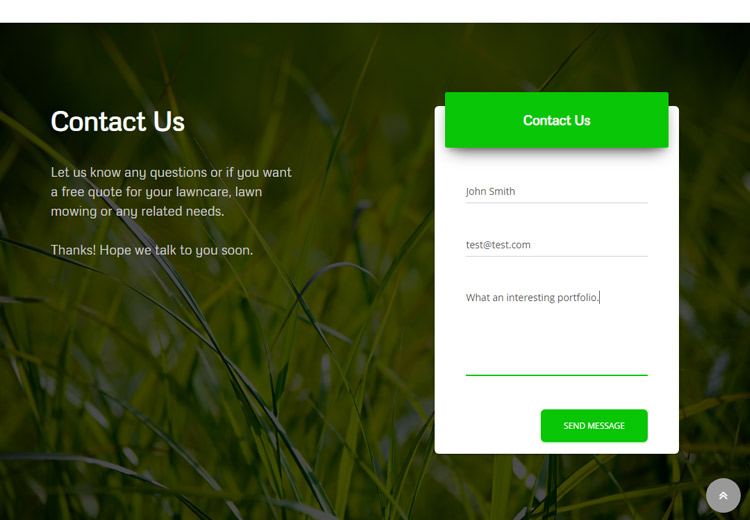 Contact Us
Let us know any questions or if you want
a free quote for your lawncare, lawn
mowing or any related needs.
Thanks! Hope we talk to you soon.
Contact Us
John Smith
test@test.com
What an interesting portfolio.
SEND MESSAGE